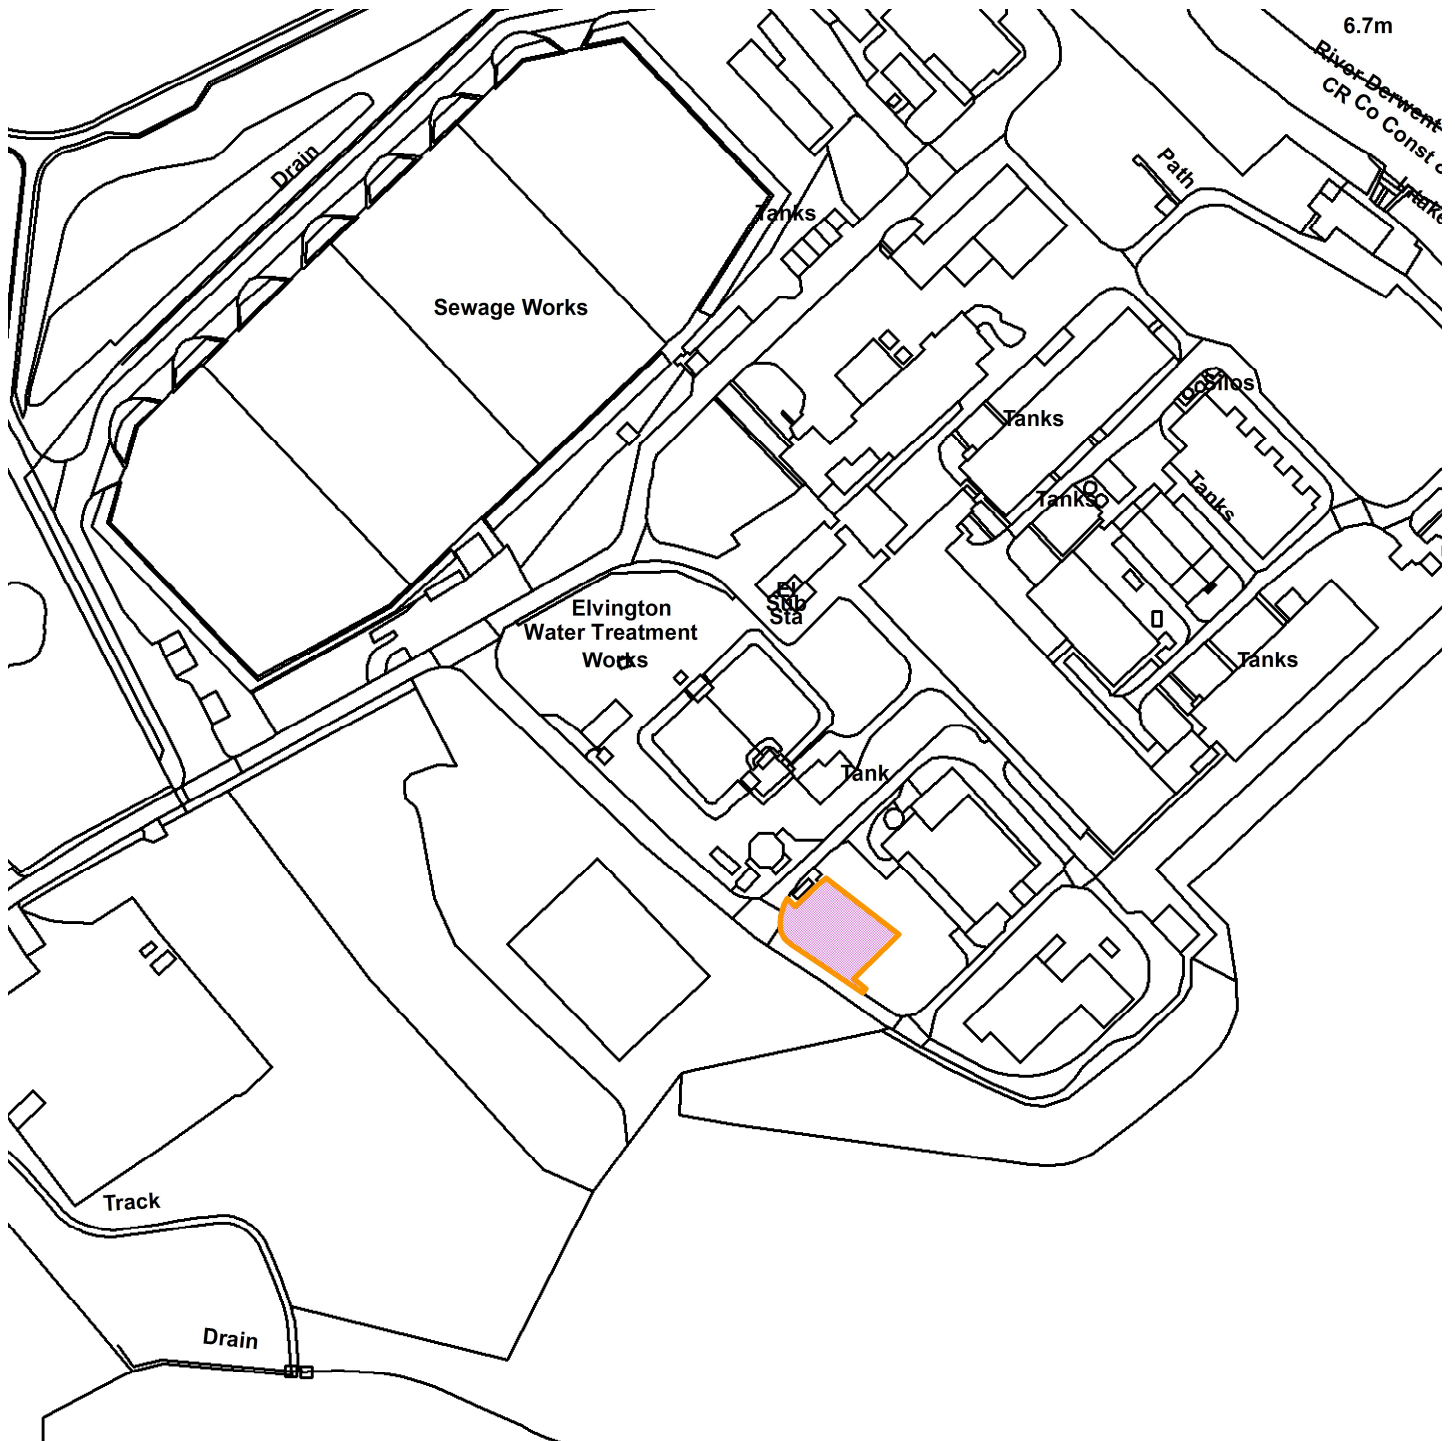 6.7m
River Derwent
CR Co Const &
Drain
Path
Tanks
Sewage Works
Silos
Tanks
Tanks
Tanks
El
Sub
Sta
Elvington
Water Treatment
Works
Tanks
Tank
Track
Drain